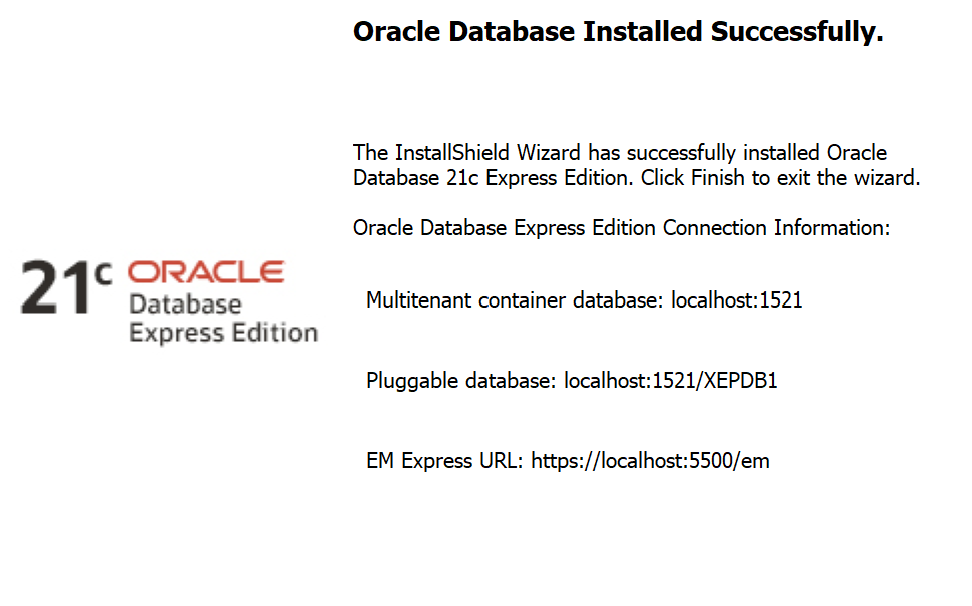 Oracle Database Installed Successfully.
The InstallShield Wizard has successfully installed Oracle
Database 21c Express Edition. Click Finish to exit the wizard.
Oracle Database Express Edition Connection Information:
21c ORACLE
Database
Express Edition
Multitenant container database: localhost:1521
Pluggable database: localhost:1521/XEPDB1
EM Express URL: https://localhost:5500/em